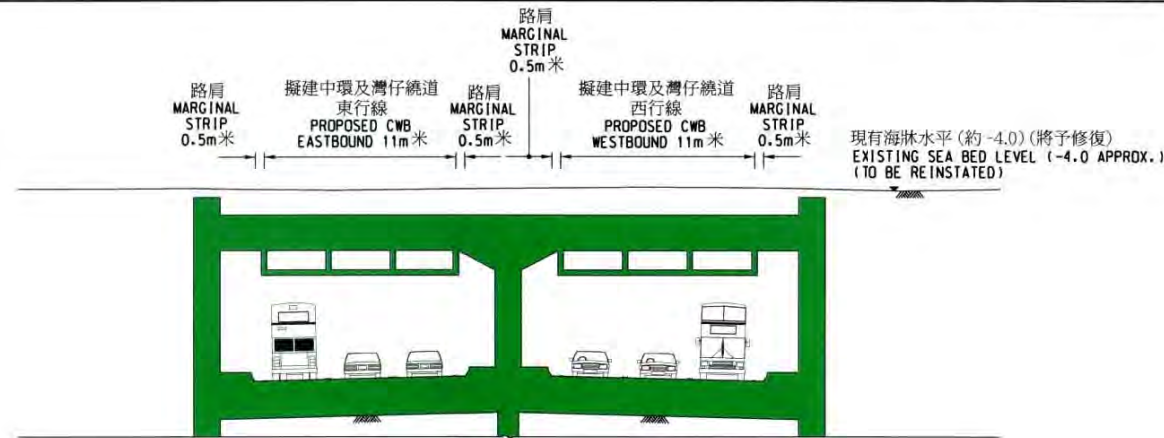 路肩
MARGINAL
STRIP
0.5m米
路肩
MARGINAL
STRIP
0.5m米
擬建中環及灣仔繞道
東行線
PROPOSED CWB
EASTBOUND 11m米
路肩
MARGINAL
STRIP
0.5m米
擬建中環及灣仔繞道
西行線
PROPOSED CWB
WESTBOUND 11m米
路肩
MARGINAL
STRIP
0.5m米
現有海牀水平(約 -4.0)(將予修復)
EXISTING SEA BED LEVEL (-4.0 APPROX.)
(TO BE REINSTATED)